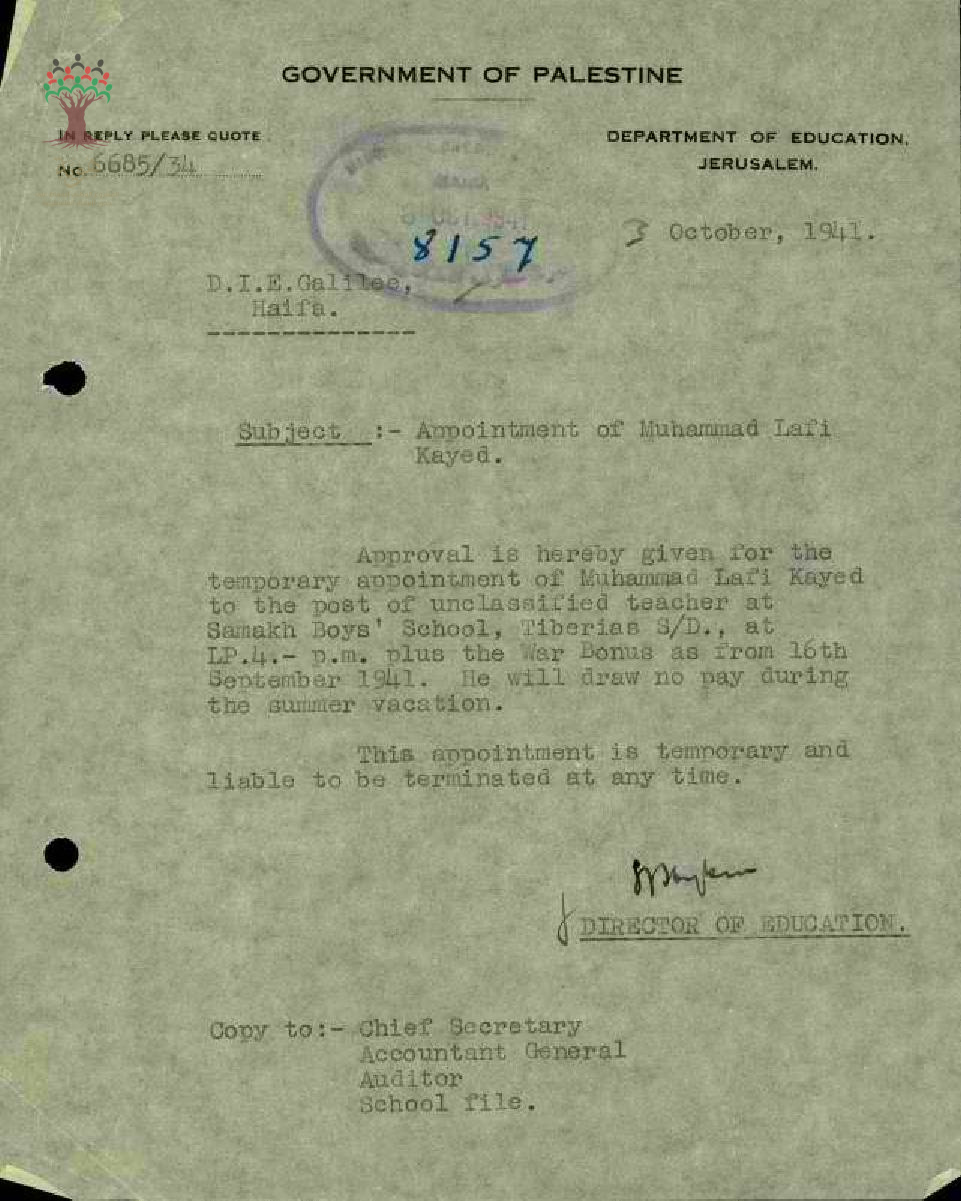 GOVERNMENT OF PALESTINE
IN REPLY PLEASE QUOTE
No. 6685/34
DEPARTMENT OF EDUCATION,
JERUSALEM.
8157
3 October, 1941.
D.I.E.Galilee,
Haifa.
Subject :- Appointment of Muhammad Lafi
Kayed.
Approval is hereby given for the
temporary appointment of Muhammad Lafi Kayed
to the post of unclassified teacher at
Samakh Boys' School, Tiberias S/D., at
LP.4.- p.m. plus the War Bonus as from 16th
September 1941. He will draw no pay during
the summer vacation.
This appointment is temporary and
liable to be terminated at any time.
DIRECTOR OF EDUCATION.
Copy to:- Chief Secretary
Accountant General
Auditor
School file.